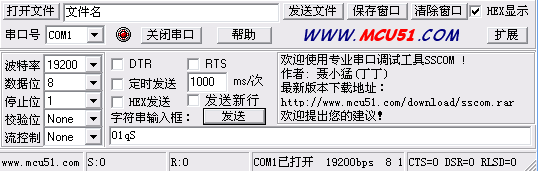 打开文件 文件名 发送文件 保存窗口 清除窗口 HEX显示
串口号 COM1 关闭串口 帮助 WWW.MCU51.COM 扩展
波特率 19200 DTR RTS
数据位 8 定时发送 1000 ms/次
停止位 1 HEX发送 发送新行
校验位 None 字符串输入框: 发送
流控制 None 01qS
欢迎使用专业串口调试工具SSCOM !
作者: 聂小猛(丁丁)
最新版本下载地址:
http://www.mcu51.com/download/sscom.rar
欢迎提出您的建议!
www.mcu51.com S:0 R:0 COM1已打开 19200bps 8 1 CTS=0 DSR=0 RLSD=0